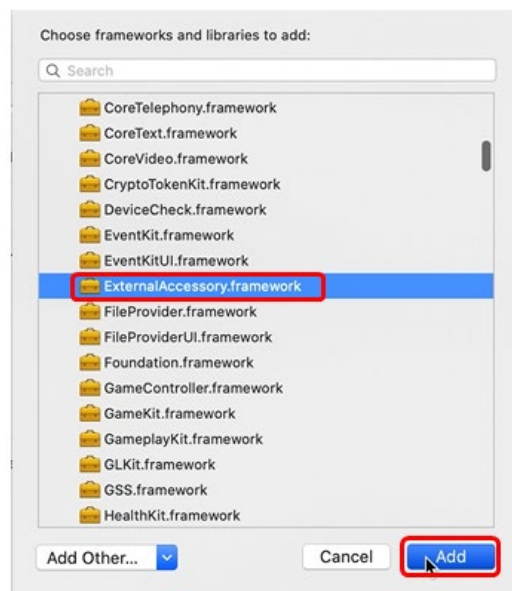 Choose frameworks and libraries to add:
Search
CoreTelephony.framework
CoreText.framework
CoreVideo.framework
CryptoTokenKit.framework
DeviceCheck.framework
EventKit.framework
EventKitUI.framework
ExternalAccessory.framework
FileProvider.framework
FileProviderUI.framework
Foundation.framework
GameController.framework
GameKit.framework
GameplayKit.framework
GLKit.framework
GSS.framework
HealthKit.framework
Add Other... Cancel Add